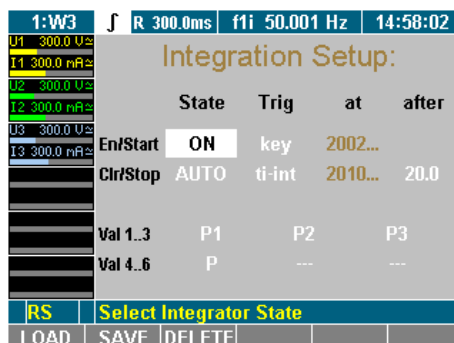 1:W3 ∫ R 300.0ms f1i 50.001 Hz 14:58:02
U1 300.0 V≃
I1 300.0 mA≃
U2 300.0 V≃
I2 300.0 mA≃
U3 300.0 V≃
I3 300.0 mA≃
Integration Setup:
State Trig at after
En/Start ON key 2002...
Clr/Stop AUTO ti-int 2010... 20.0
Val 1..3 P1 P2 P3
Val 4..6 P --- ---
RS Select Integrator State
LOAD SAVE DELETE